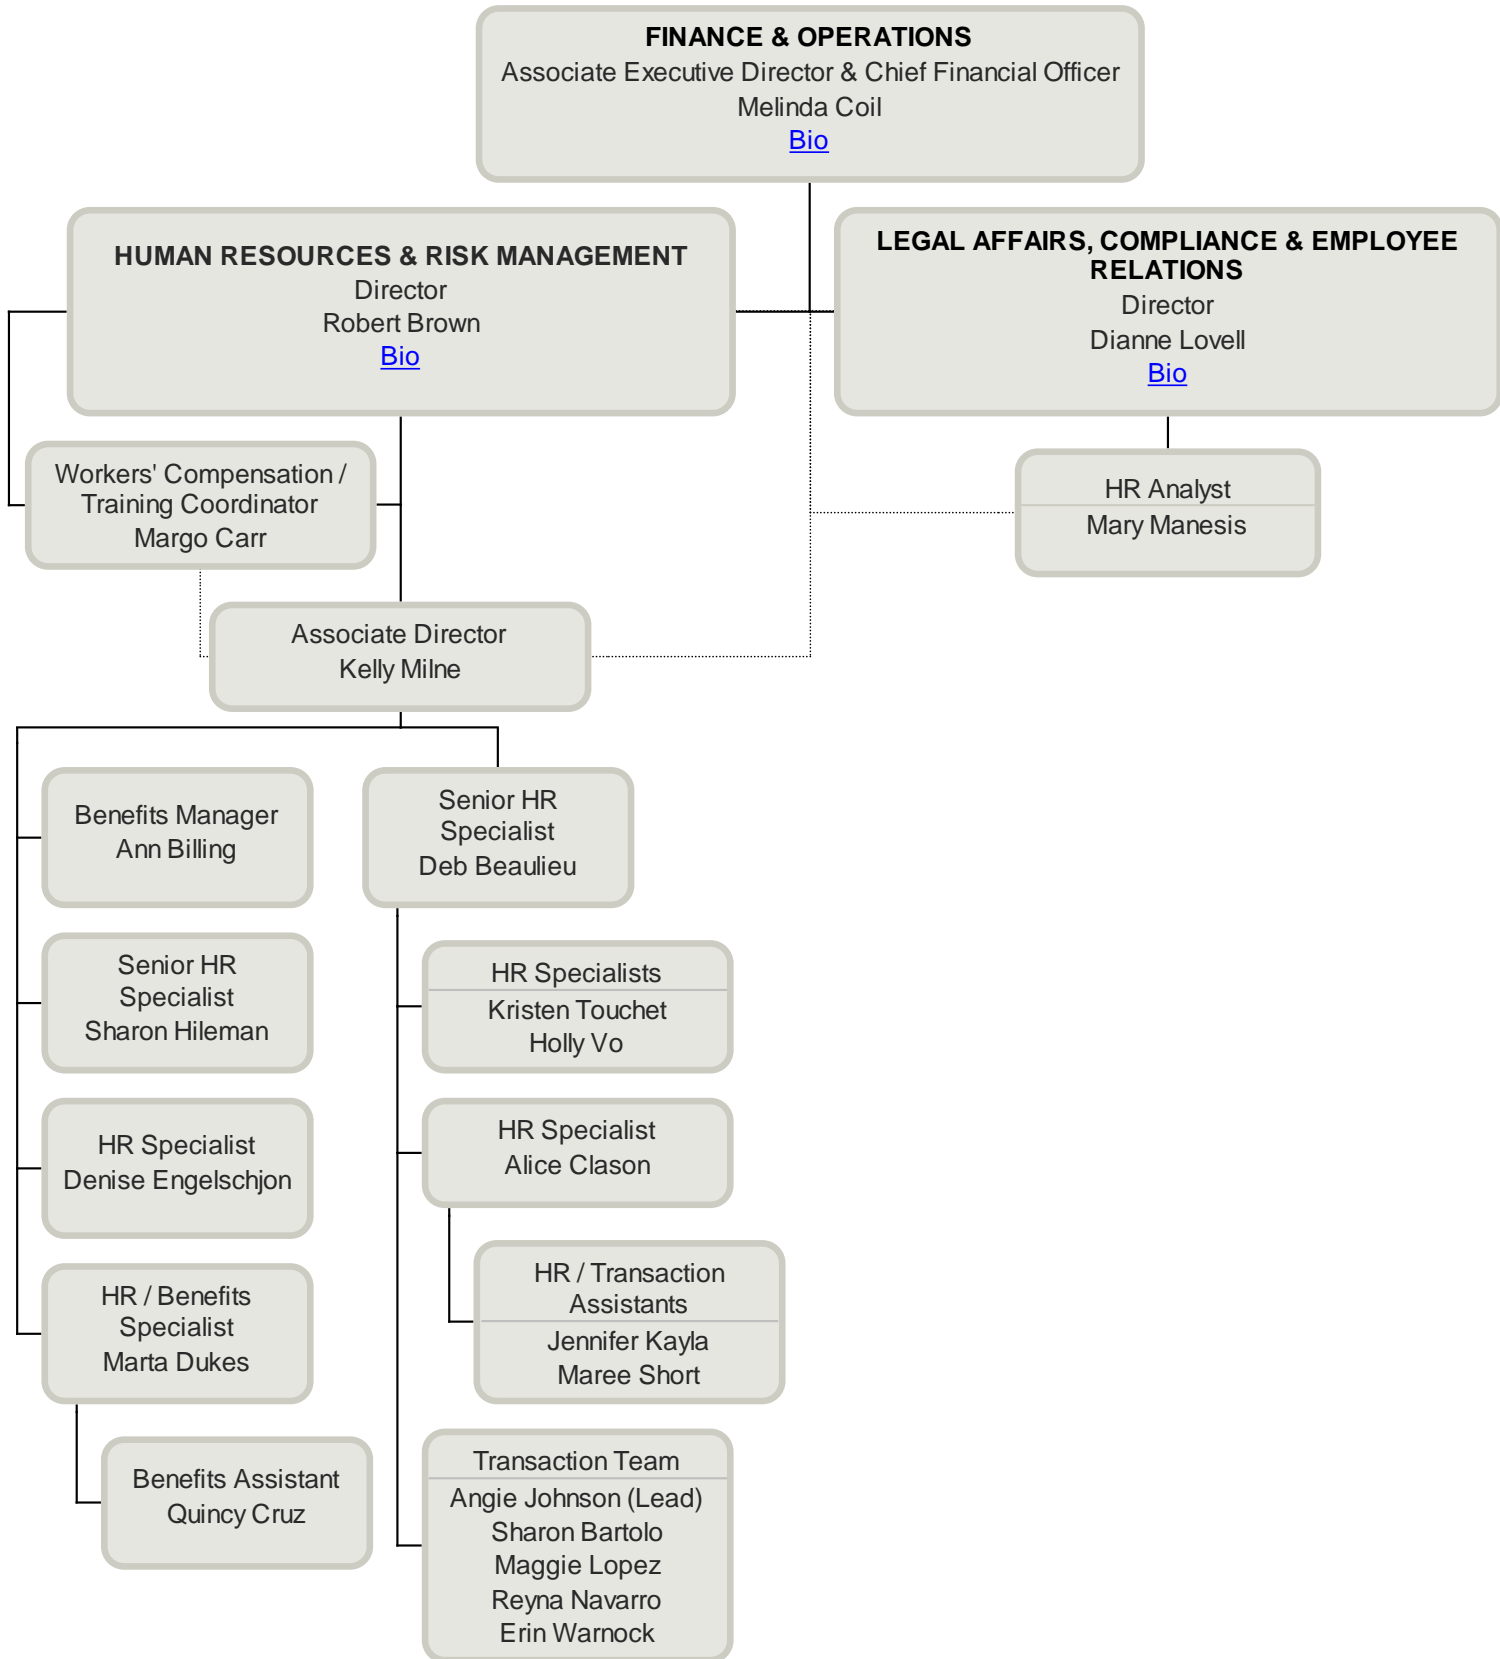 FINANCE & OPERATIONS
Associate Executive Director & Chief Financial Officer
Melinda Coil
Bio
HUMAN RESOURCES & RISK MANAGEMENT
Director
Robert Brown
Bio
LEGAL AFFAIRS, COMPLIANCE & EMPLOYEE
RELATIONS
Director
Dianne Lovell
Bio
Workers' Compensation /
Training Coordinator
Margo Carr
HR Analyst
Mary Manesis
Associate Director
Kelly Milne
Benefits Manager
Ann Billing
Senior HR
Specialist
Sharon Hileman
HR Specialist
Denise Engelschjon
HR / Benefits
Specialist
Marta Dukes
Benefits Assistant
Quincy Cruz
Senior HR
Specialist
Deb Beaulieu
HR Specialists
Kristen Touchet
Holly Vo
HR Specialist
Alice Clason
HR / Transaction
Assistants
Jennifer Kayla
Maree Short
Transaction Team
Angie Johnson (Lead)
Sharon Bartolo
Maggie Lopez
Reyna Navarro
Erin Warnock